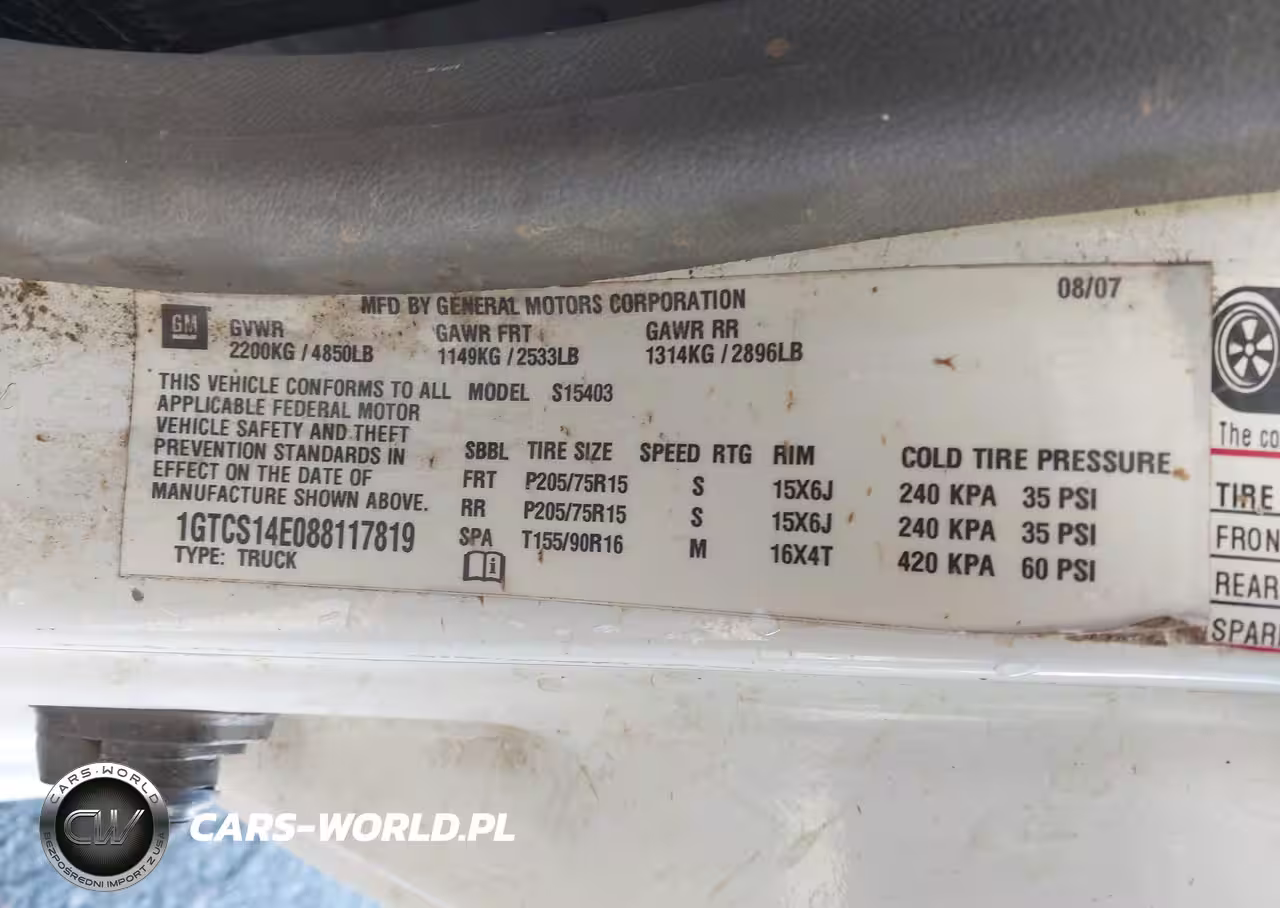 MFD BY GENERAL MOTORS CORPORATION 08/07
GM
GVWR GAWR FRT GAWR RR
2200KG / 4850LB 1149KG / 2533LB 1314KG / 2896LB
THIS VEHICLE CONFORMS TO ALL
APPLICABLE FEDERAL MOTOR
VEHICLE SAFETY AND THEFT
PREVENTION STANDARDS IN
EFFECT ON THE DATE OF
MANUFACTURE SHOWN ABOVE.
1GTCS14E088117819
TYPE: TRUCK
MODEL S15403
SBBL TIRE SIZE SPEED RTG RIM COLD TIRE PRESSURE
FRT P205/75R15 S 15X6J 240 KPA 35 PSI
RR P205/75R15 S 15X6J 240 KPA 35 PSI
SPA T155/90R16 M 16X4T 420 KPA 60 PSI
The co
TIRE
FRON
REAR
SPAR
CARS-WORLD
CW
BEZPOŚREDNI IMPORT Z USA
CARS-WORLD.PL